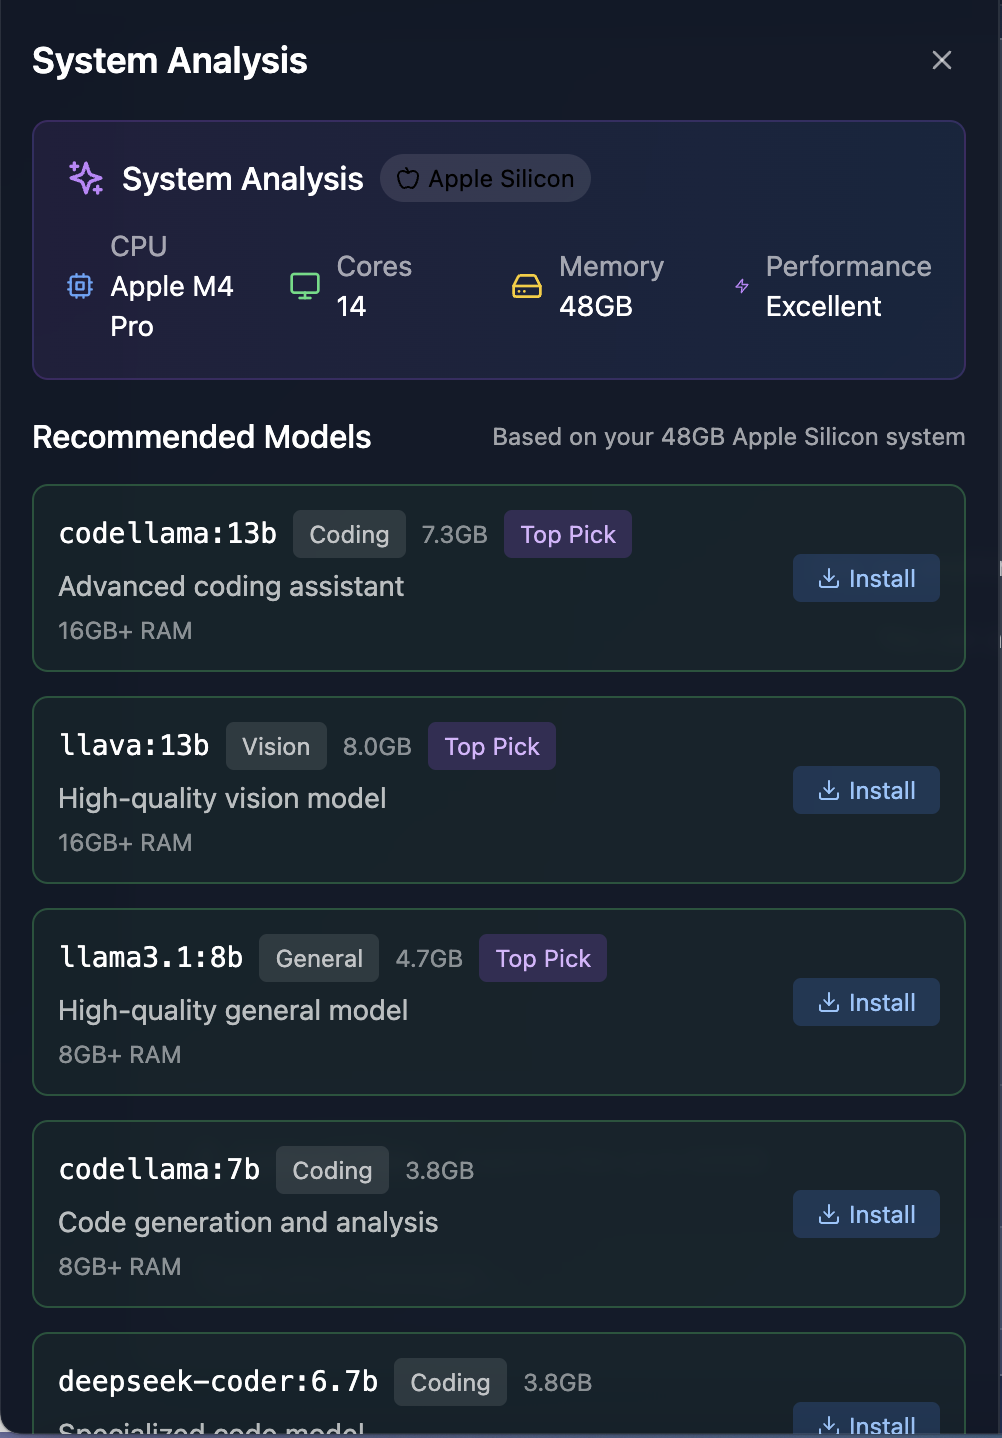 System Analysis
System Analysis Apple Silicon
CPU
Apple M4
Pro
Cores
14
Memory
48GB
Performance
Excellent
Recommended Models Based on your 48GB Apple Silicon system
codellama:13b Coding 7.3GB Top Pick
Advanced coding assistant
16GB+ RAM
Install
llava:13b Vision 8.0GB Top Pick
High-quality vision model
16GB+ RAM
Install
llama3.1:8b General 4.7GB Top Pick
High-quality general model
8GB+ RAM
Install
codellama:7b Coding 3.8GB
Code generation and analysis
8GB+ RAM
Install
deepseek-coder:6.7b Coding 3.8GB
Specialized code model
Install